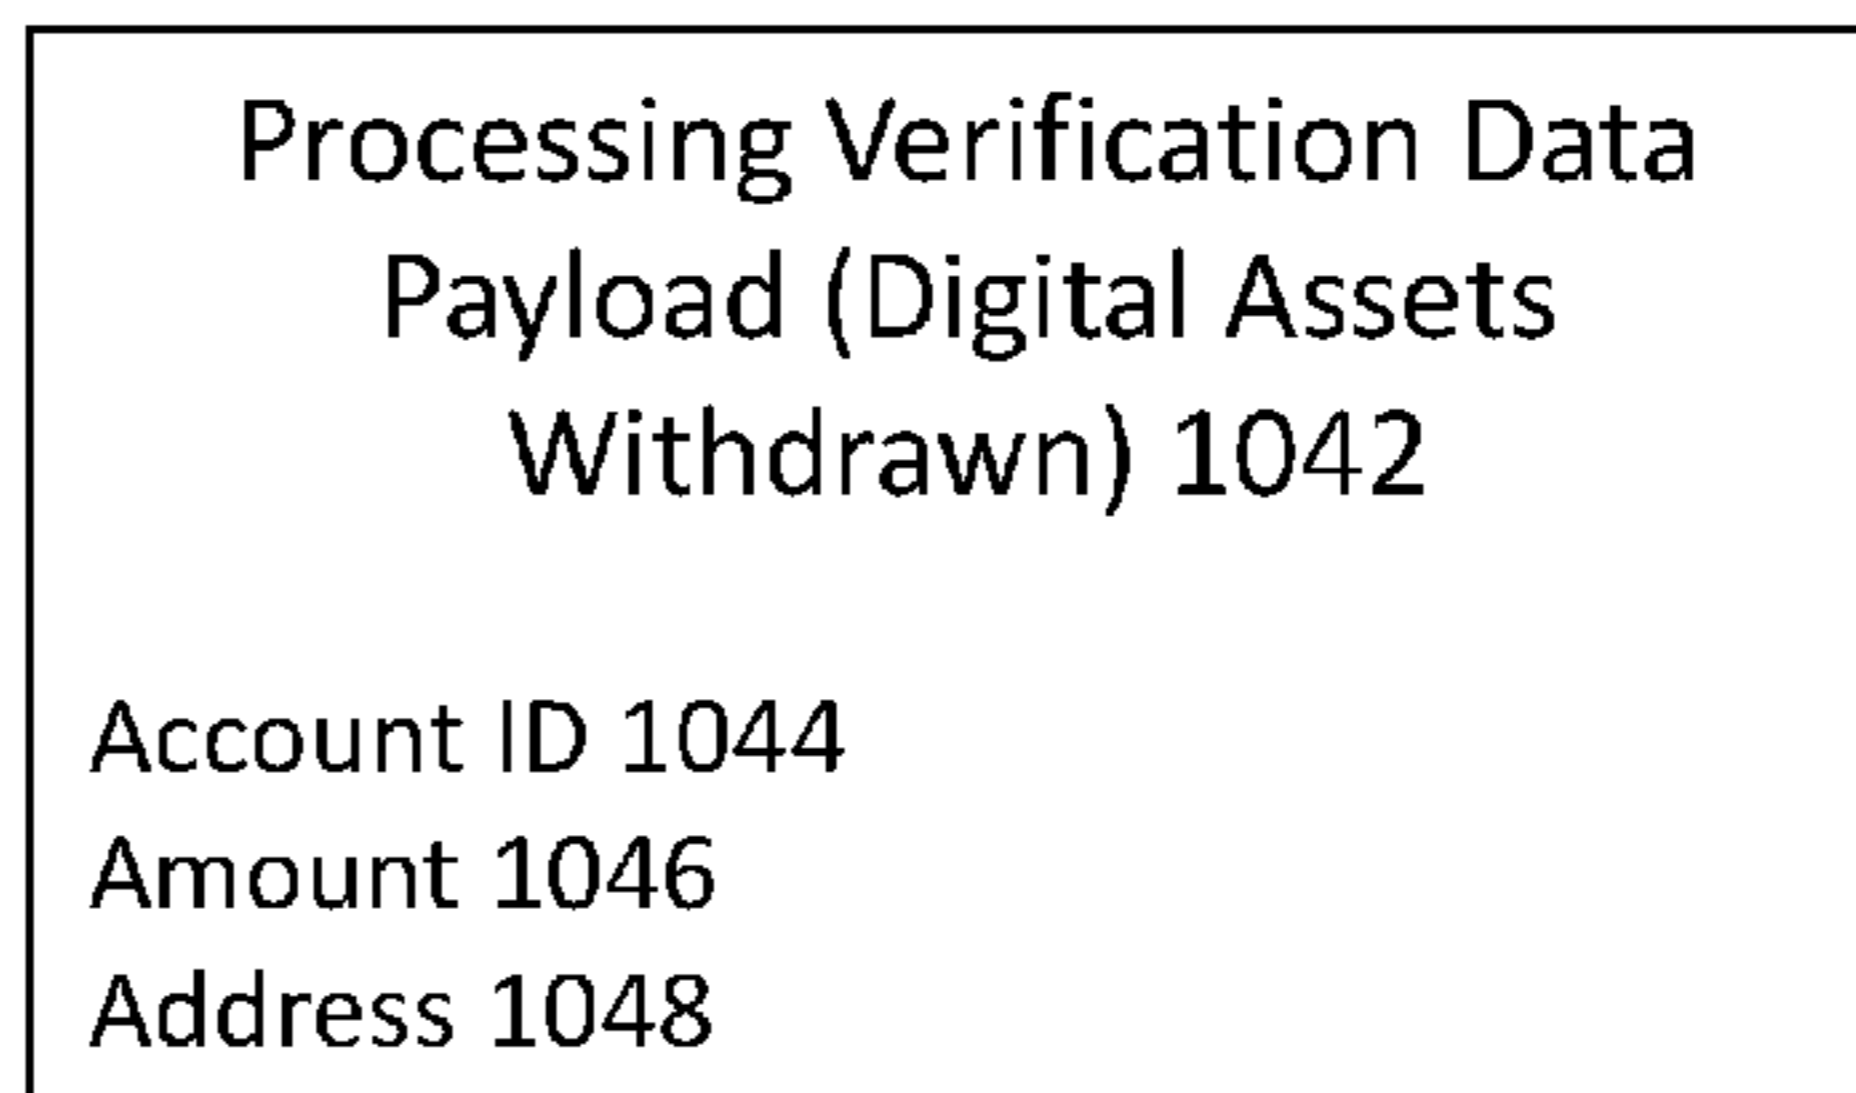 Processing Verification Data
Payload (Digital Assets
Withdrawn) 1042
Account ID 1044
Amount 1046
Address 1048